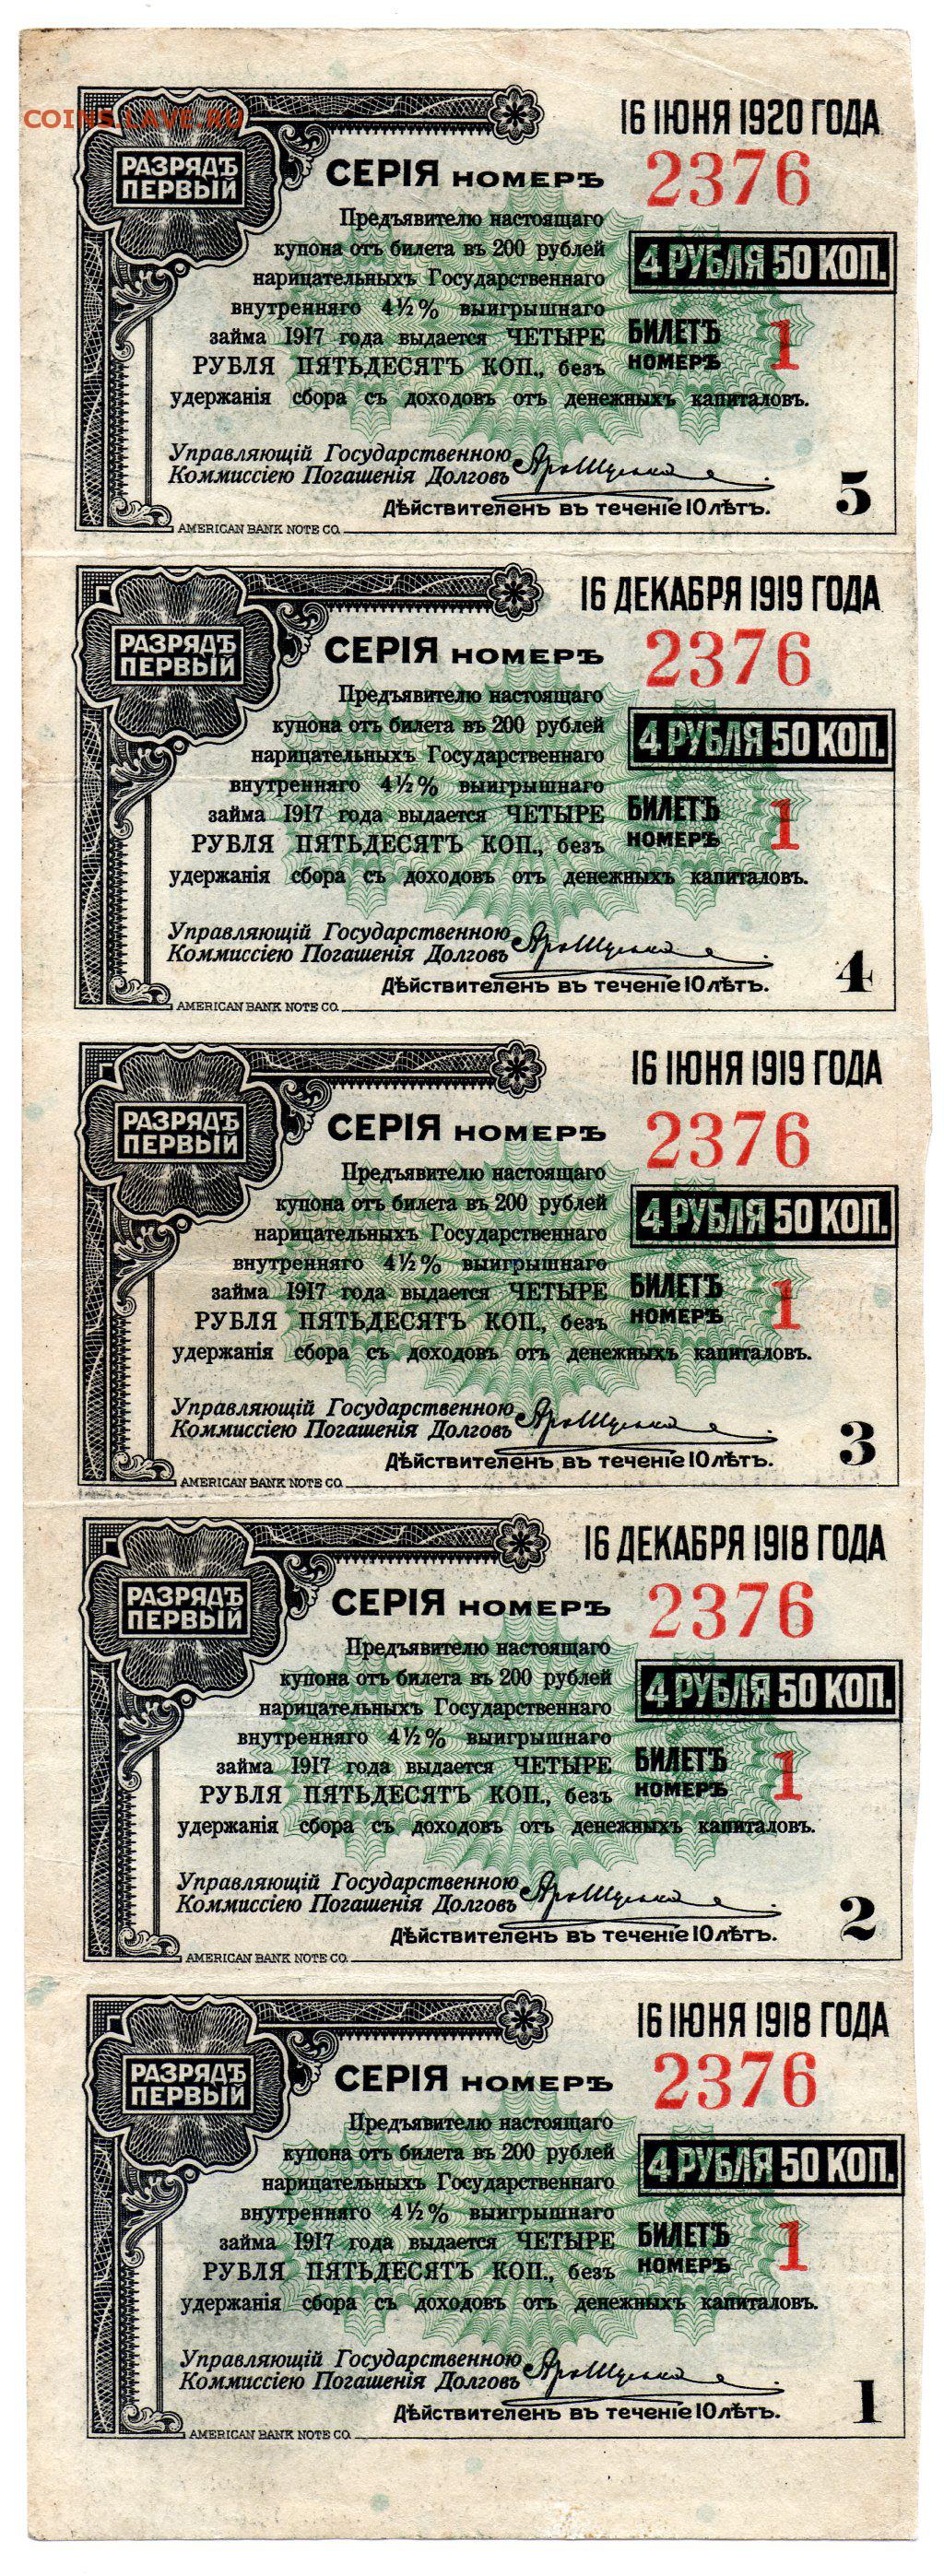 COINS.LAVE.RU
16 ІЮНЯ 1920 ГОДА
РАЗРЯДЪ
ПЕРВЫЙ
СЕРІЯ НОМЕРЪ 2376
Предъявителю настоящаго
купона отъ билета въ 200 рублей
4 РУБЛЯ 50 КОП.
нарицательныхъ Государственнаго
внутренняго 4½% выигрышнаго
займа 1917 года выдается ЧЕТЫРЕ
РУБЛЯ ПЯТЬДЕСЯТЪ КОП., безъ
БИЛЕТЪ
НОМЕРЪ 1
удержанія сбора съ доходовъ отъ денежныхъ капиталовъ.
Управляющій Государственною
Коммиссіею Погашенія Долговъ
Дѣйствителенъ въ теченіе 10 лѣтъ.
5
AMERICAN BANK NOTE CO.
16 ДЕКАБРЯ 1919 ГОДА
РАЗРЯДЪ
ПЕРВЫЙ
СЕРІЯ НОМЕРЪ 2376
Предъявителю настоящаго
купона отъ билета въ 200 рублей
4 РУБЛЯ 50 КОП.
нарицательныхъ Государственнаго
внутренняго 4½% выигрышнаго
займа 1917 года выдается ЧЕТЫРЕ
РУБЛЯ ПЯТЬДЕСЯТЪ КОП., безъ
БИЛЕТЪ
НОМЕРЪ 1
удержанія сбора съ доходовъ отъ денежныхъ капиталовъ.
Управляющій Государственною
Коммиссіею Погашенія Долговъ
Дѣйствителенъ въ теченіе 10 лѣтъ.
4
AMERICAN BANK NOTE CO.
16 ІЮНЯ 1919 ГОДА
РАЗРЯДЪ
ПЕРВЫЙ
СЕРІЯ НОМЕРЪ 2376
Предъявителю настоящаго
купона отъ билета въ 200 рублей
4 РУБЛЯ 50 КОП.
нарицательныхъ Государственнаго
внутренняго 4½% выигрышнаго
займа 1917 года выдается ЧЕТЫРЕ
РУБЛЯ ПЯТЬДЕСЯТЪ КОП., безъ
БИЛЕТЪ
НОМЕРЪ 1
удержанія сбора съ доходовъ отъ денежныхъ капиталовъ.
Управляющій Государственною
Коммиссіею Погашенія Долговъ
Дѣйствителенъ въ теченіе 10 лѣтъ.
3
AMERICAN BANK NOTE CO.
16 ДЕКАБРЯ 1918 ГОДА
РАЗРЯДЪ
ПЕРВЫЙ
СЕРІЯ НОМЕРЪ 2376
Предъявителю настоящаго
купона отъ билета въ 200 рублей
4 РУБЛЯ 50 КОП.
нарицательныхъ Государственнаго
внутренняго 4½% выигрышнаго
займа 1917 года выдается ЧЕТЫРЕ
РУБЛЯ ПЯТЬДЕСЯТЪ КОП., безъ
БИЛЕТЪ
НОМЕРЪ 1
удержанія сбора съ доходовъ отъ денежныхъ капиталовъ.
Управляющій Государственною
Коммиссіею Погашенія Долговъ
Дѣйствителенъ въ теченіе 10 лѣтъ.
2
AMERICAN BANK NOTE CO.
16 ІЮНЯ 1918 ГОДА
РАЗРЯДЪ
ПЕРВЫЙ
СЕРІЯ НОМЕРЪ 2376
Предъявителю настоящаго
купона отъ билета въ 200 рублей
4 РУБЛЯ 50 КОП.
нарицательныхъ Государственнаго
внутренняго 4½% выигрышнаго
займа 1917 года выдается ЧЕТЫРЕ
РУБЛЯ ПЯТЬДЕСЯТЪ КОП., безъ
БИЛЕТЪ
НОМЕРЪ 1
удержанія сбора съ доходовъ отъ денежныхъ капиталовъ.
Управляющій Государственною
Коммиссіею Погашенія Долговъ
Дѣйствителенъ въ теченіе 10 лѣтъ.
1
AMERICAN BANK NOTE CO.